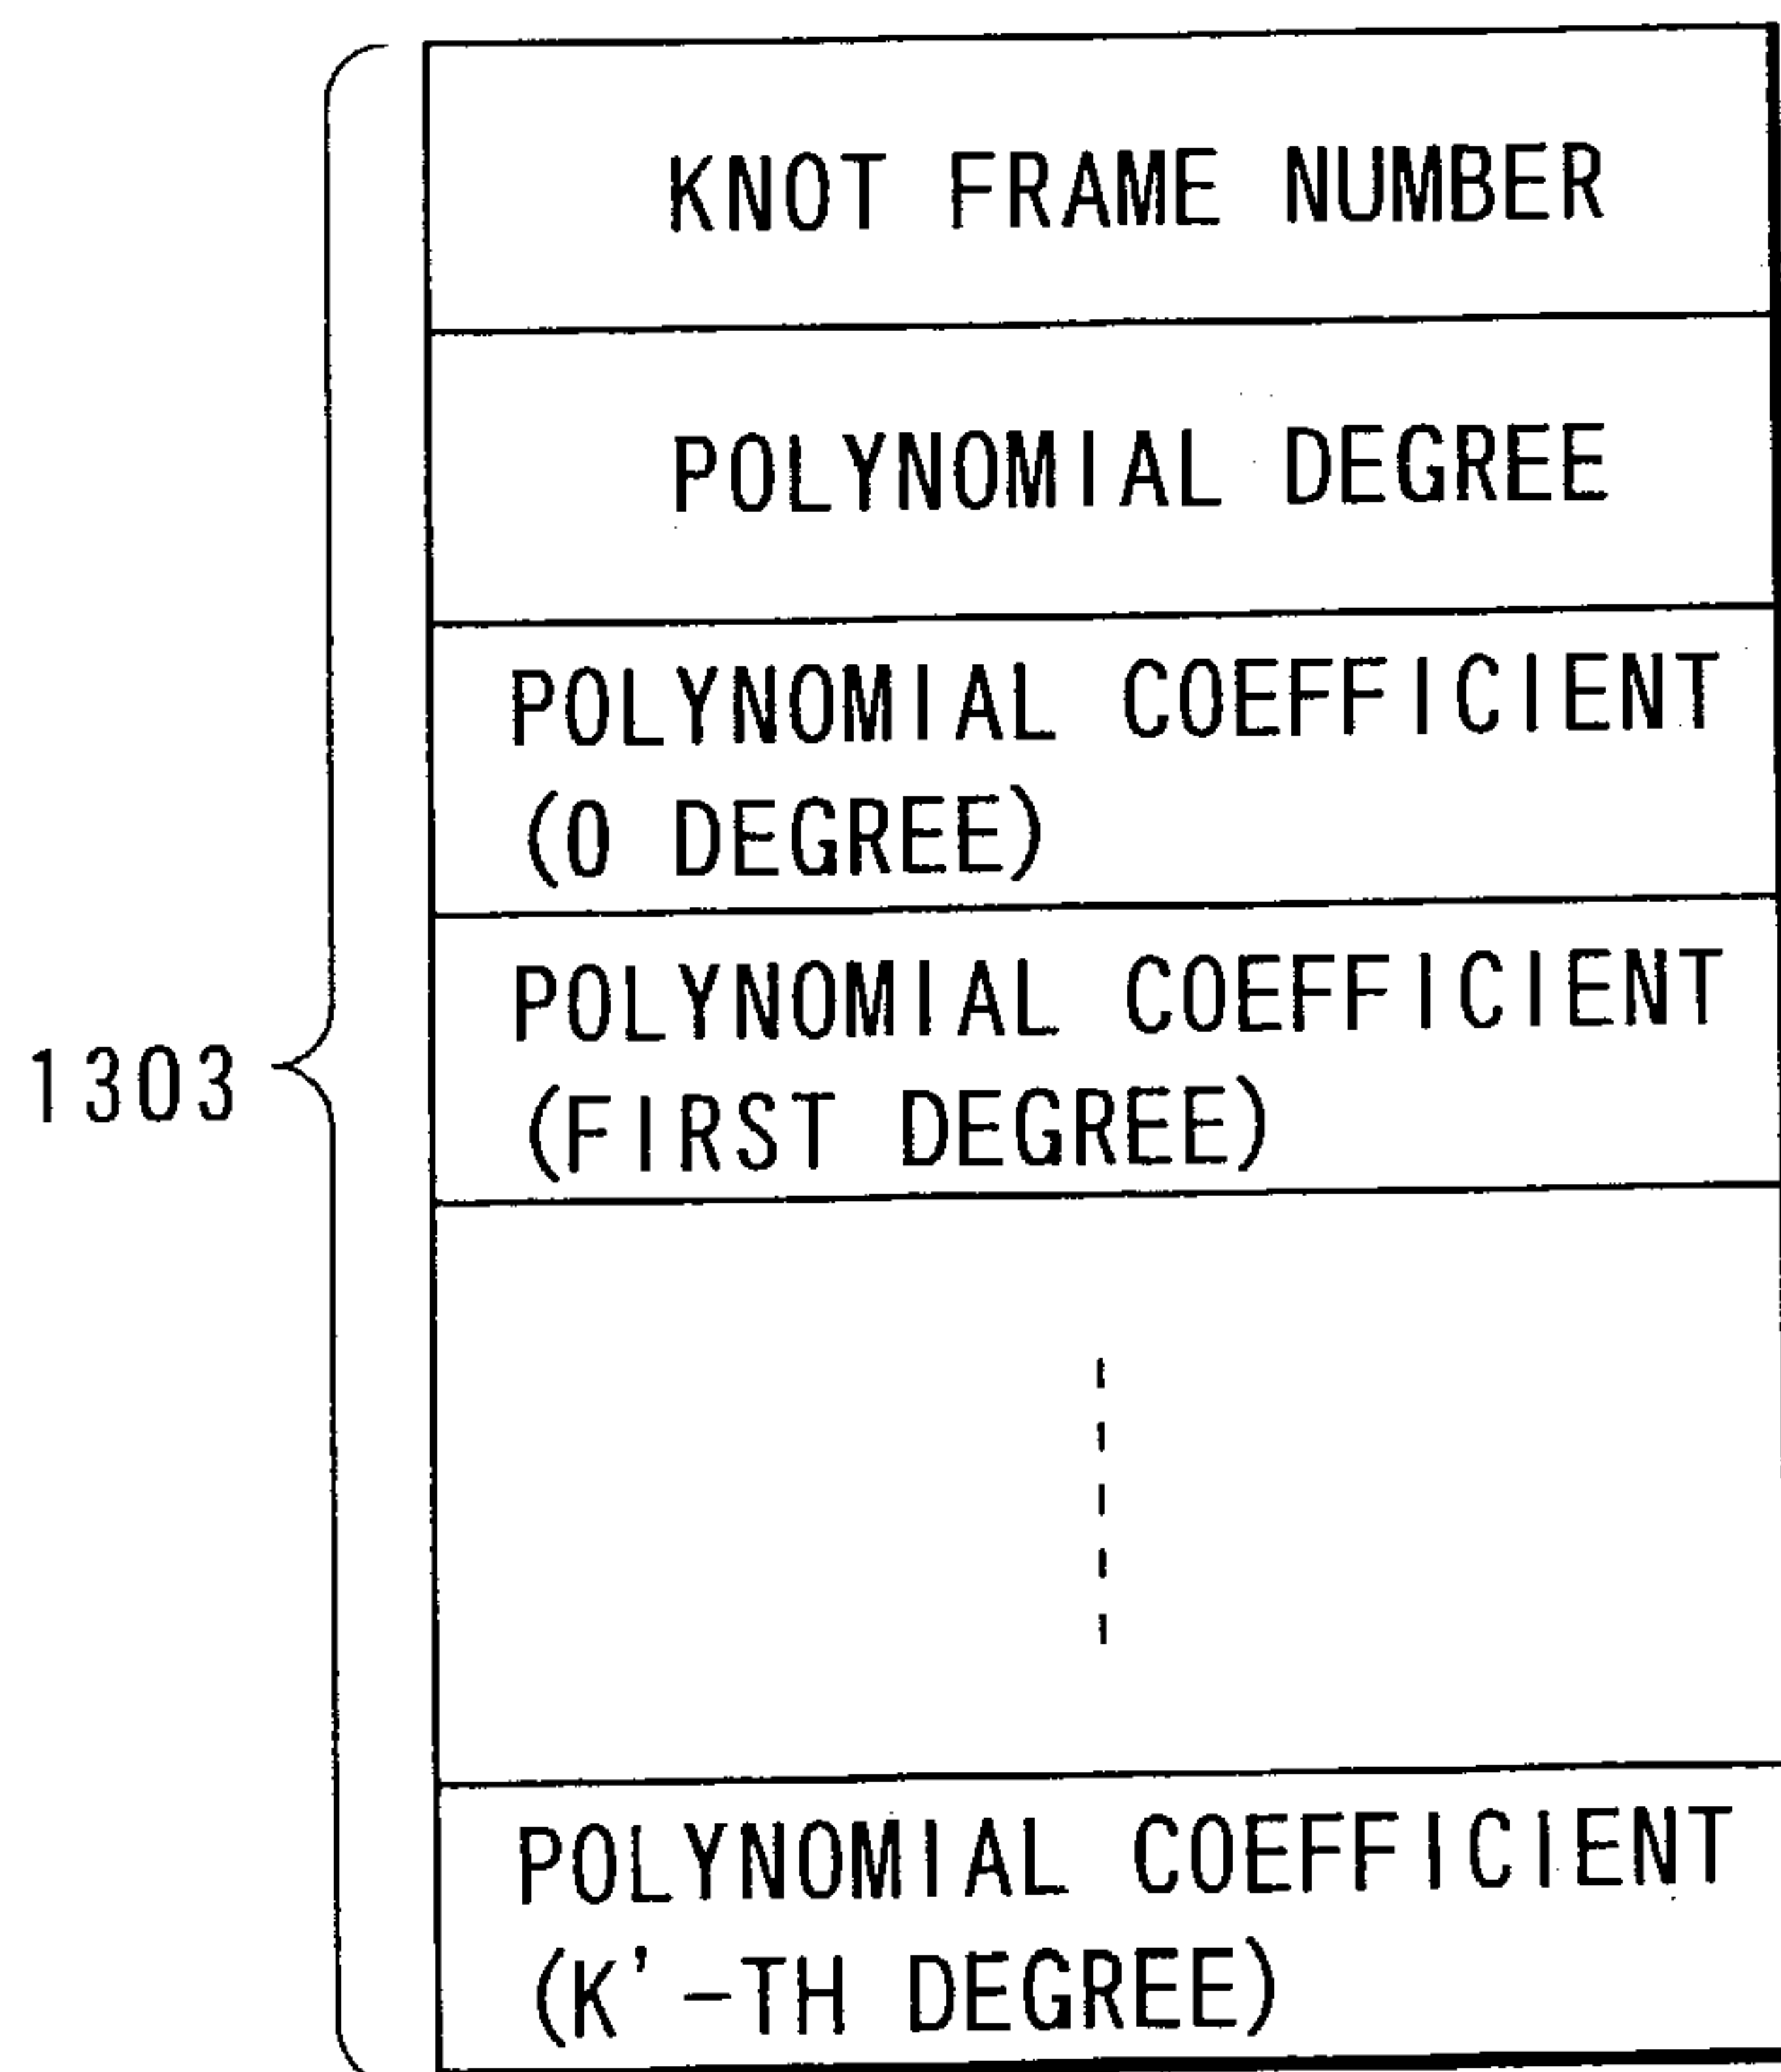 KNOT FRAME NUMBER
POLYNOMIAL DEGREE
POLYNOMIAL COEFFICIENT
(0 DEGREE)
POLYNOMIAL COEFFICIENT
(FIRST DEGREE)
1303
POLYNOMIAL COEFFICIENT
(K'-TH DEGREE)